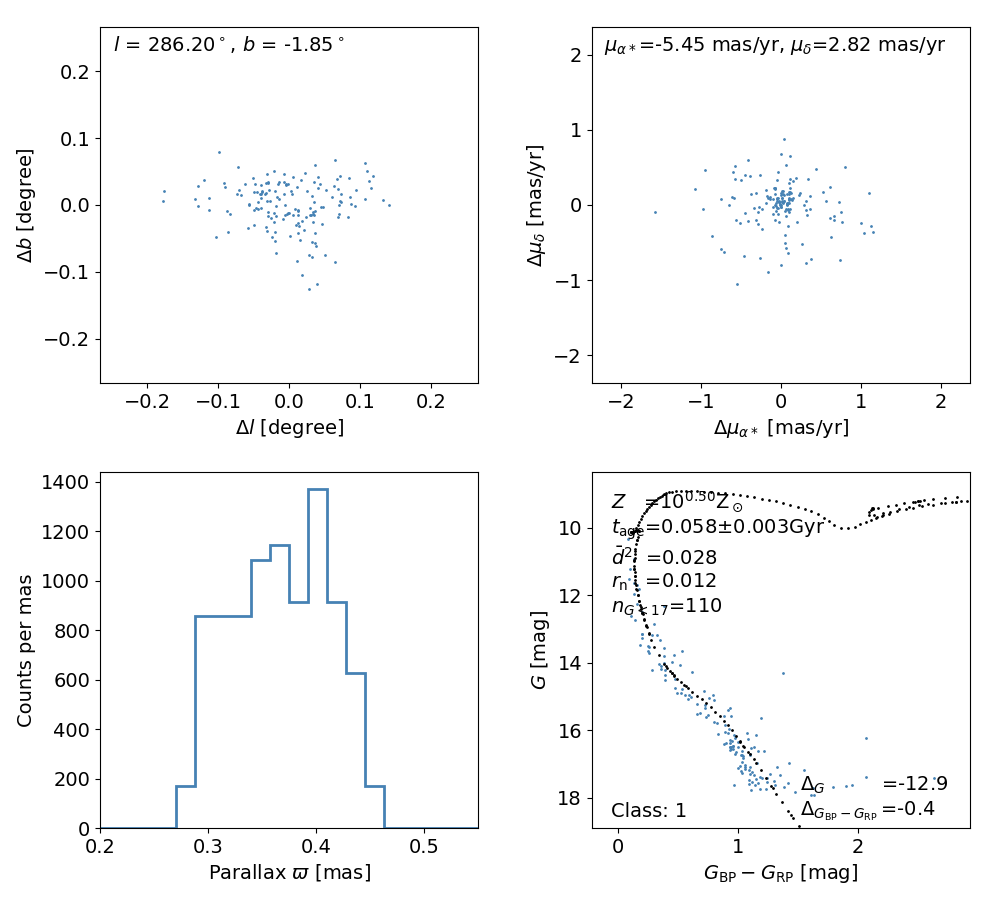 l = 286.20°, b = -1.85°
0.2
0.1
0.0
−0.1
−0.2
Δb [degree]
−0.2 −0.1 0.0 0.1 0.2
Δl [degree]
μα*=-5.45 mas/yr, μδ=2.82 mas/yr
2
1
0
−1
−2
Δμδ [mas/yr]
−2 −1 0 1 2
Δμα* [mas/yr]
1400
1200
1000
800
600
400
200
0
Counts per mas
0.2 0.3 0.4 0.5
Parallax ϖ [mas]
Z =10^0.50 Z⊙
tage=0.058±0.003Gyr
d̄² =0.028
rn =0.012
nG<17=110
ΔG =-12.9
ΔGBP−GRP=-0.4
Class: 1
10
12
14
16
18
G [mag]
0 1 2
GBP − GRP [mag]